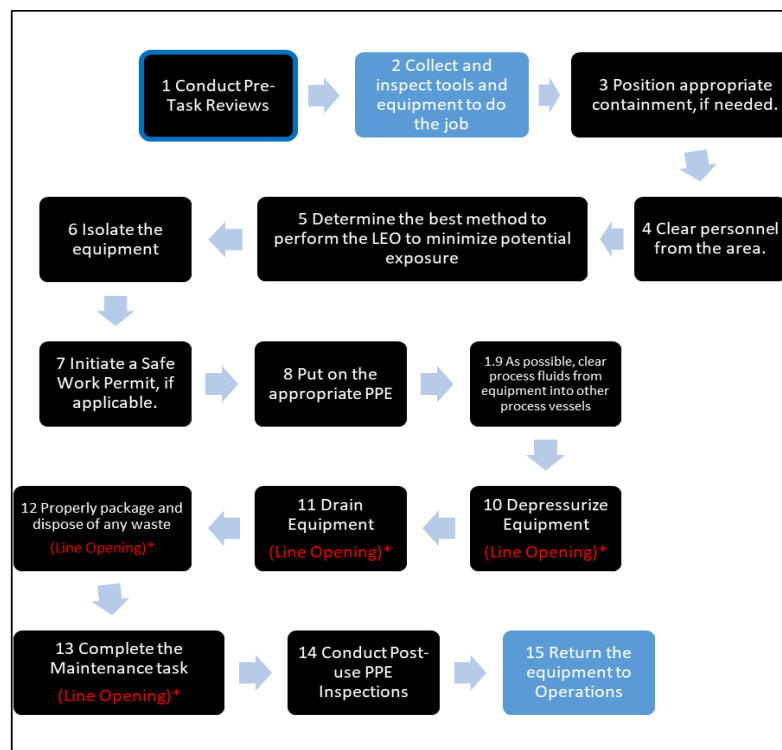 1 Conduct Pre-
Task Reviews
2 Collect and
inspect tools and
equipment to do
the job
3 Position appropriate
containment, if needed.
4 Clear personnel
from the area.
5 Determine the best method to
perform the LEO to minimize potential
exposure
6 Isolate the
equipment
7 Initiate a Safe
Work Permit, if
applicable.
8 Put on the
appropriate PPE
1.9 As possible, clear
process fluids from
equipment into other
process vessels
10 Depressurize
Equipment
(Line Opening)*
11 Drain
Equipment
(Line Opening)*
12 Properly package and
dispose of any waste
(Line Opening)*
13 Complete the
Maintenance task
(Line Opening)*
14 Conduct Post-
use PPE
Inspections
15 Return the
equipment to
Operations